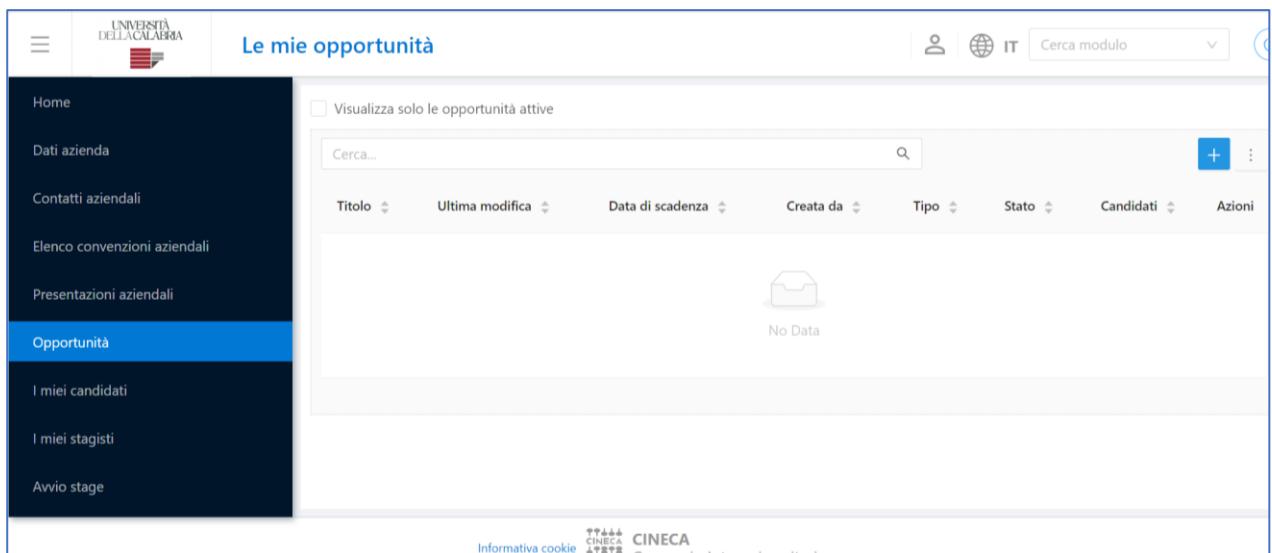 UNIVERSITÀ
DELLA CALABRIA
Le mie opportunità
IT
Cerca modulo
Home
Dati azienda
Contatti aziendali
Elenco convenzioni aziendali
Presentazioni aziendali
Opportunità
I miei candidati
I miei stagisti
Avvio stage
Visualizza solo le opportunità attive
Cerca...
Titolo Ultima modifica Data di scadenza Creata da Tipo Stato Candidati Azioni
No Data
Informativa cookie CINECA CINECA